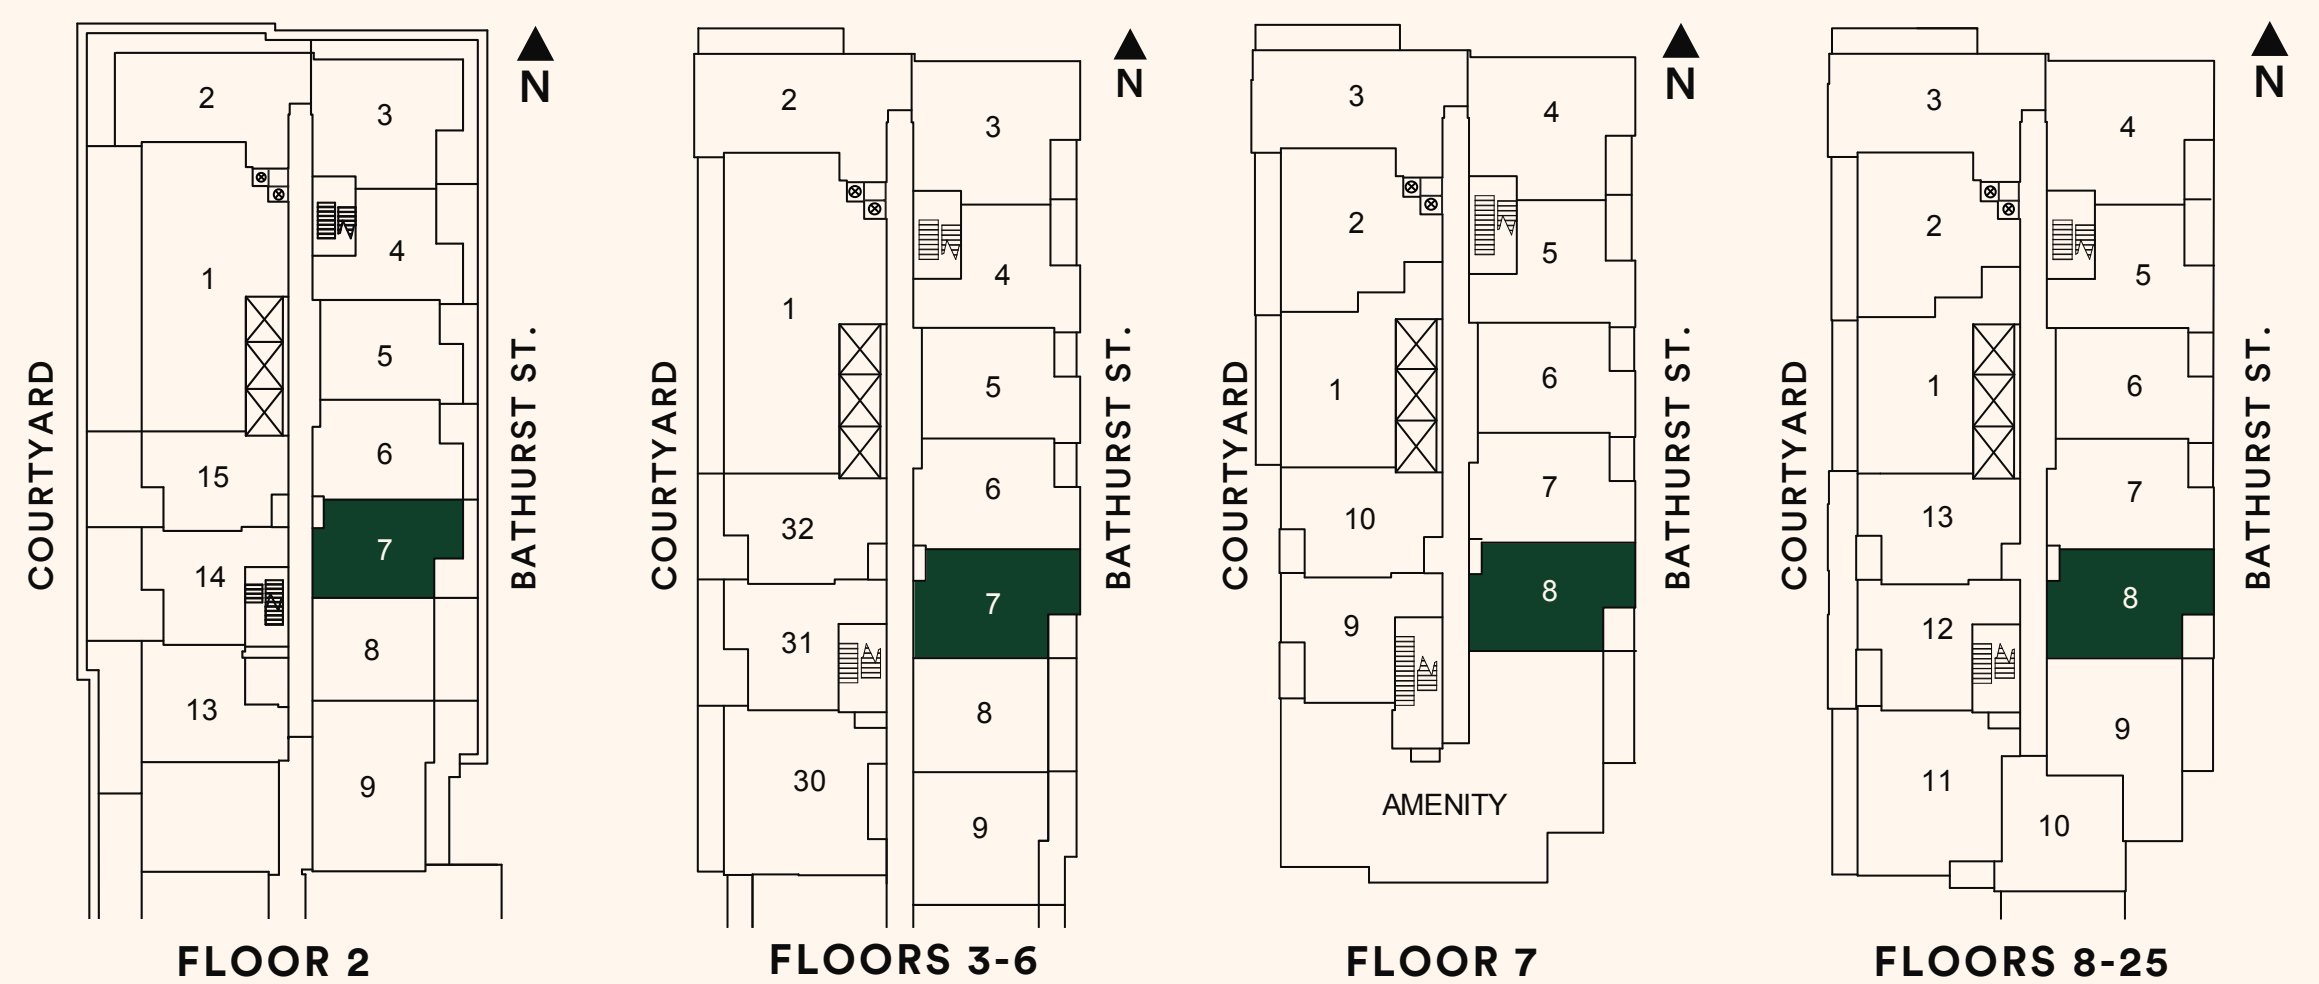 N
2
3
1
4
5
15
6
7
14
8
13
9
COURTYARD
BATHURST ST.
FLOOR 2
N
2
3
4
1
5
6
32
7
31
8
30
9
COURTYARD
BATHURST ST.
FLOORS 3-6
N
3
4
2
5
1
6
7
10
8
9
AMENITY
COURTYARD
BATHURST ST.
FLOOR 7
N
3
4
2
5
1
6
7
13
8
12
9
11
10
COURTYARD
BATHURST ST.
FLOORS 8-25